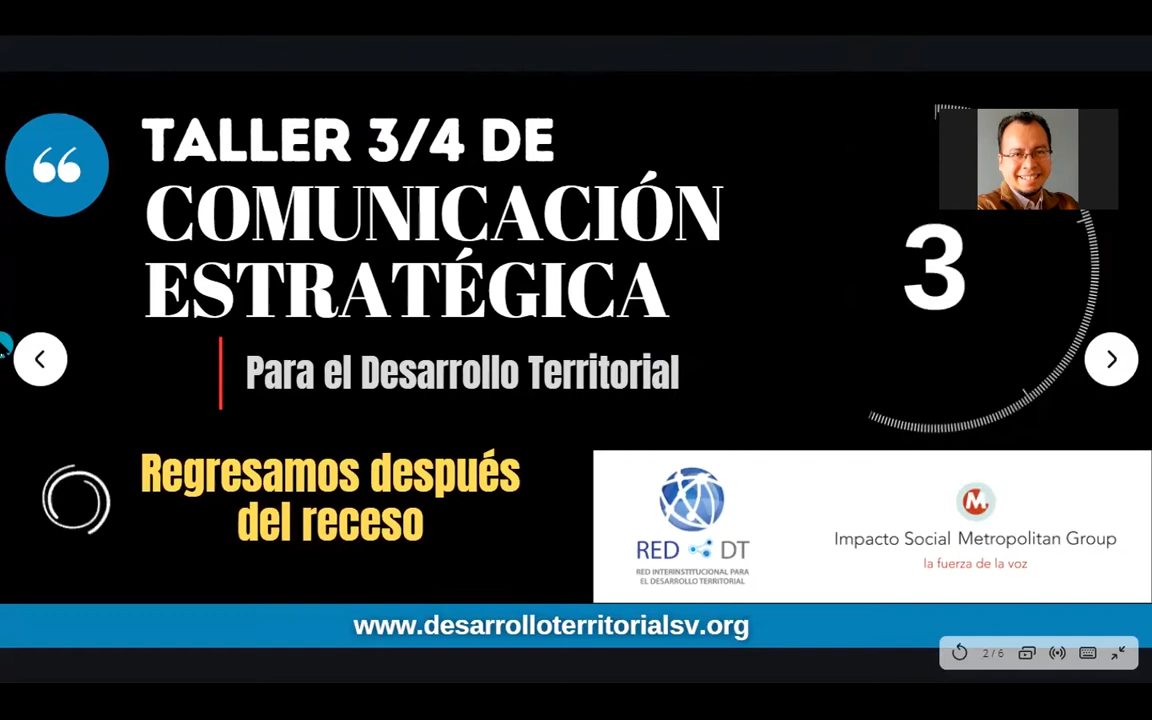 TALLER 3/4 DE
COMUNICACIÓN
ESTRATÉGICA
Para el Desarrollo Territorial
3
Regresamos después
del receso
RED DT
RED INTERINSTITUCIONAL PARA
EL DESARROLLO TERRITORIAL
M
Impacto Social Metropolitan Group
la fuerza de la voz
www.desarrolloterritorialsv.org
2/6